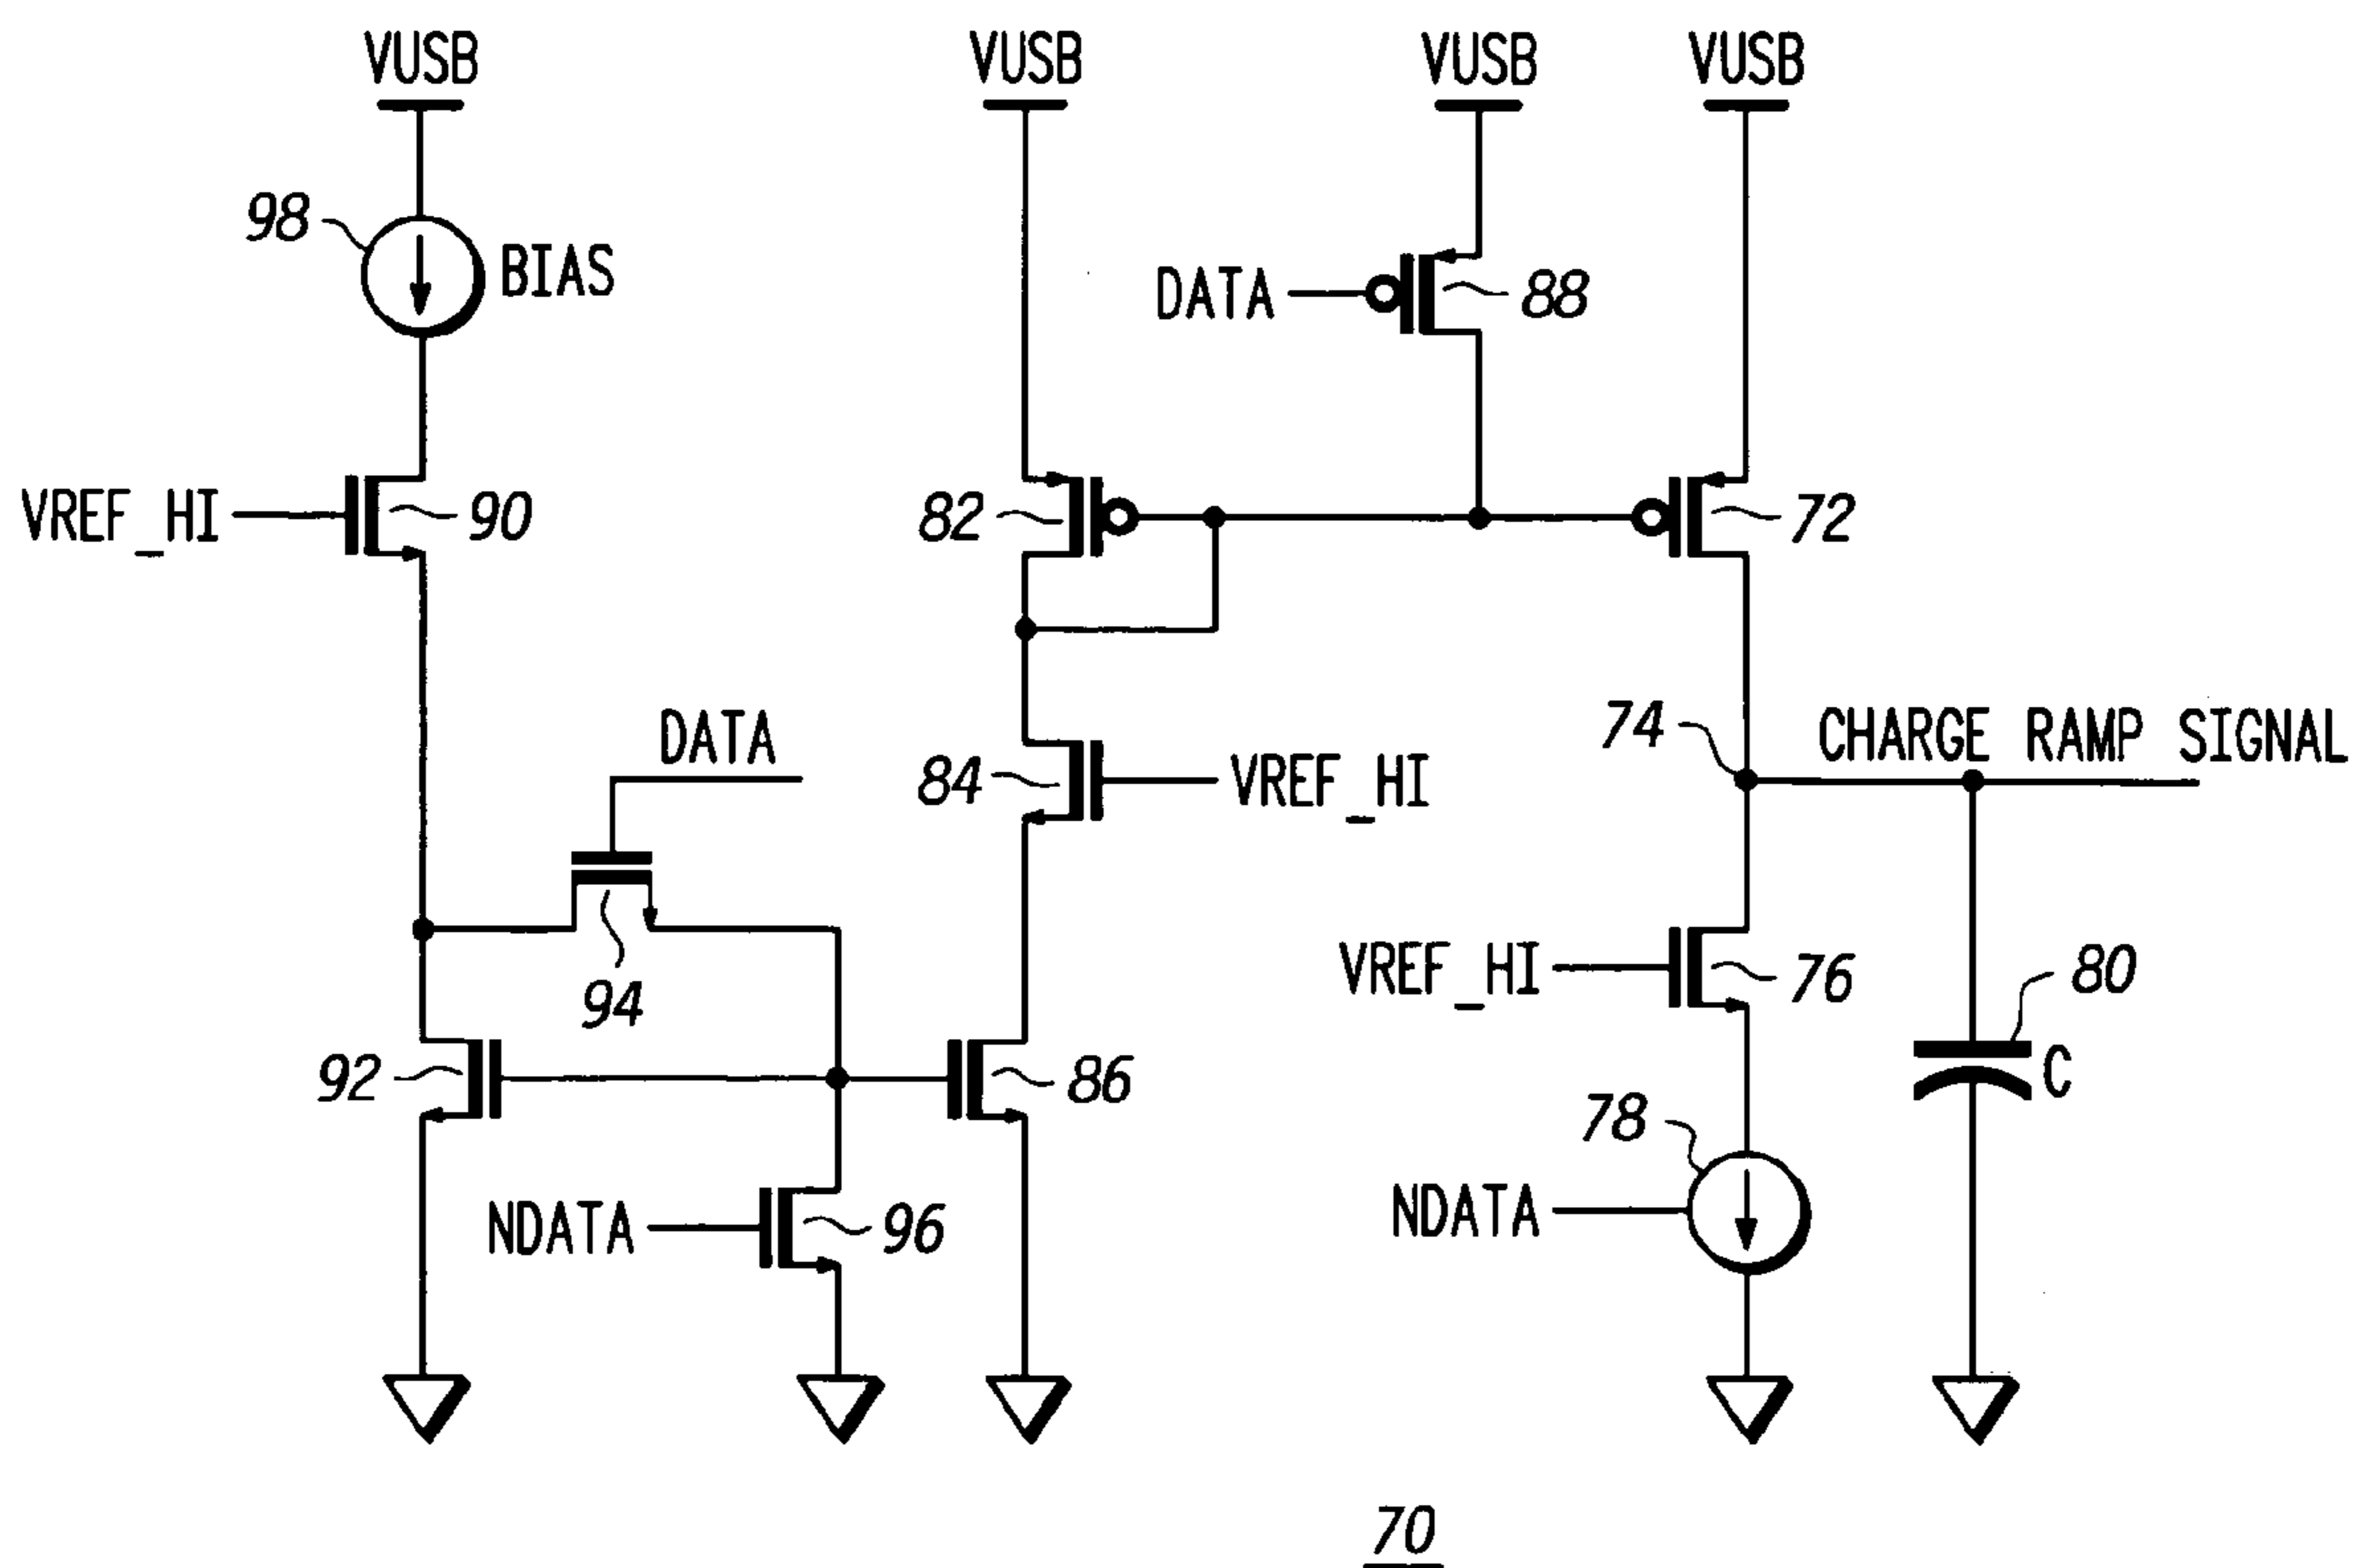 VUSB
VUSB
VUSB
VUSB
98
BIAS
DATA
88
VREF_HI
90
82
72
DATA
74
CHARGE RAMP SIGNAL
84
VREF_HI
94
VREF_HI
76
80
92
86
C
78
NDATA
96
NDATA
70